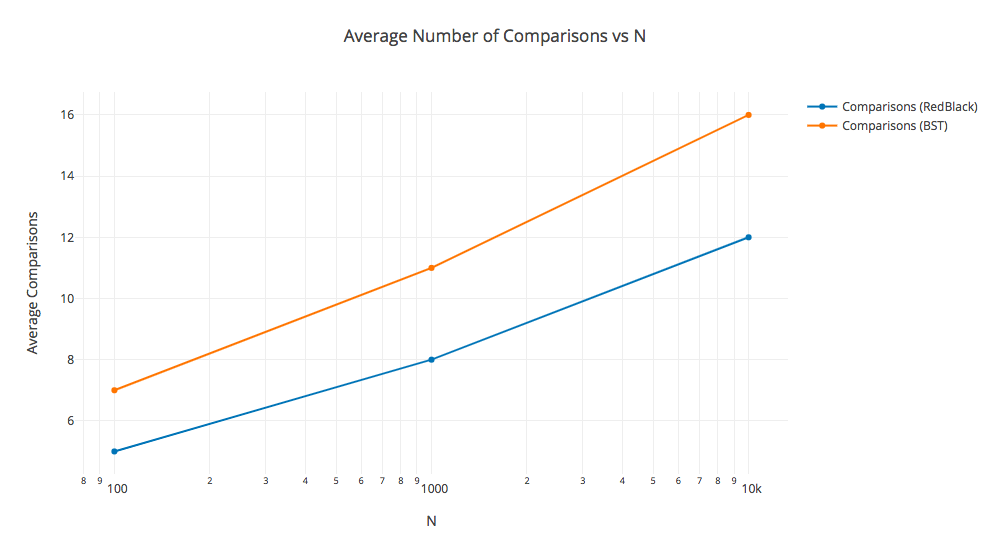 Average Number of Comparisons vs N
Comparisons (RedBlack)
Comparisons (BST)
Average Comparisons
16
14
12
10
8
6
8 9 100 2 3 4 5 6 7 8 9 1000 2 3 4 5 6 7 8 9 10k
N